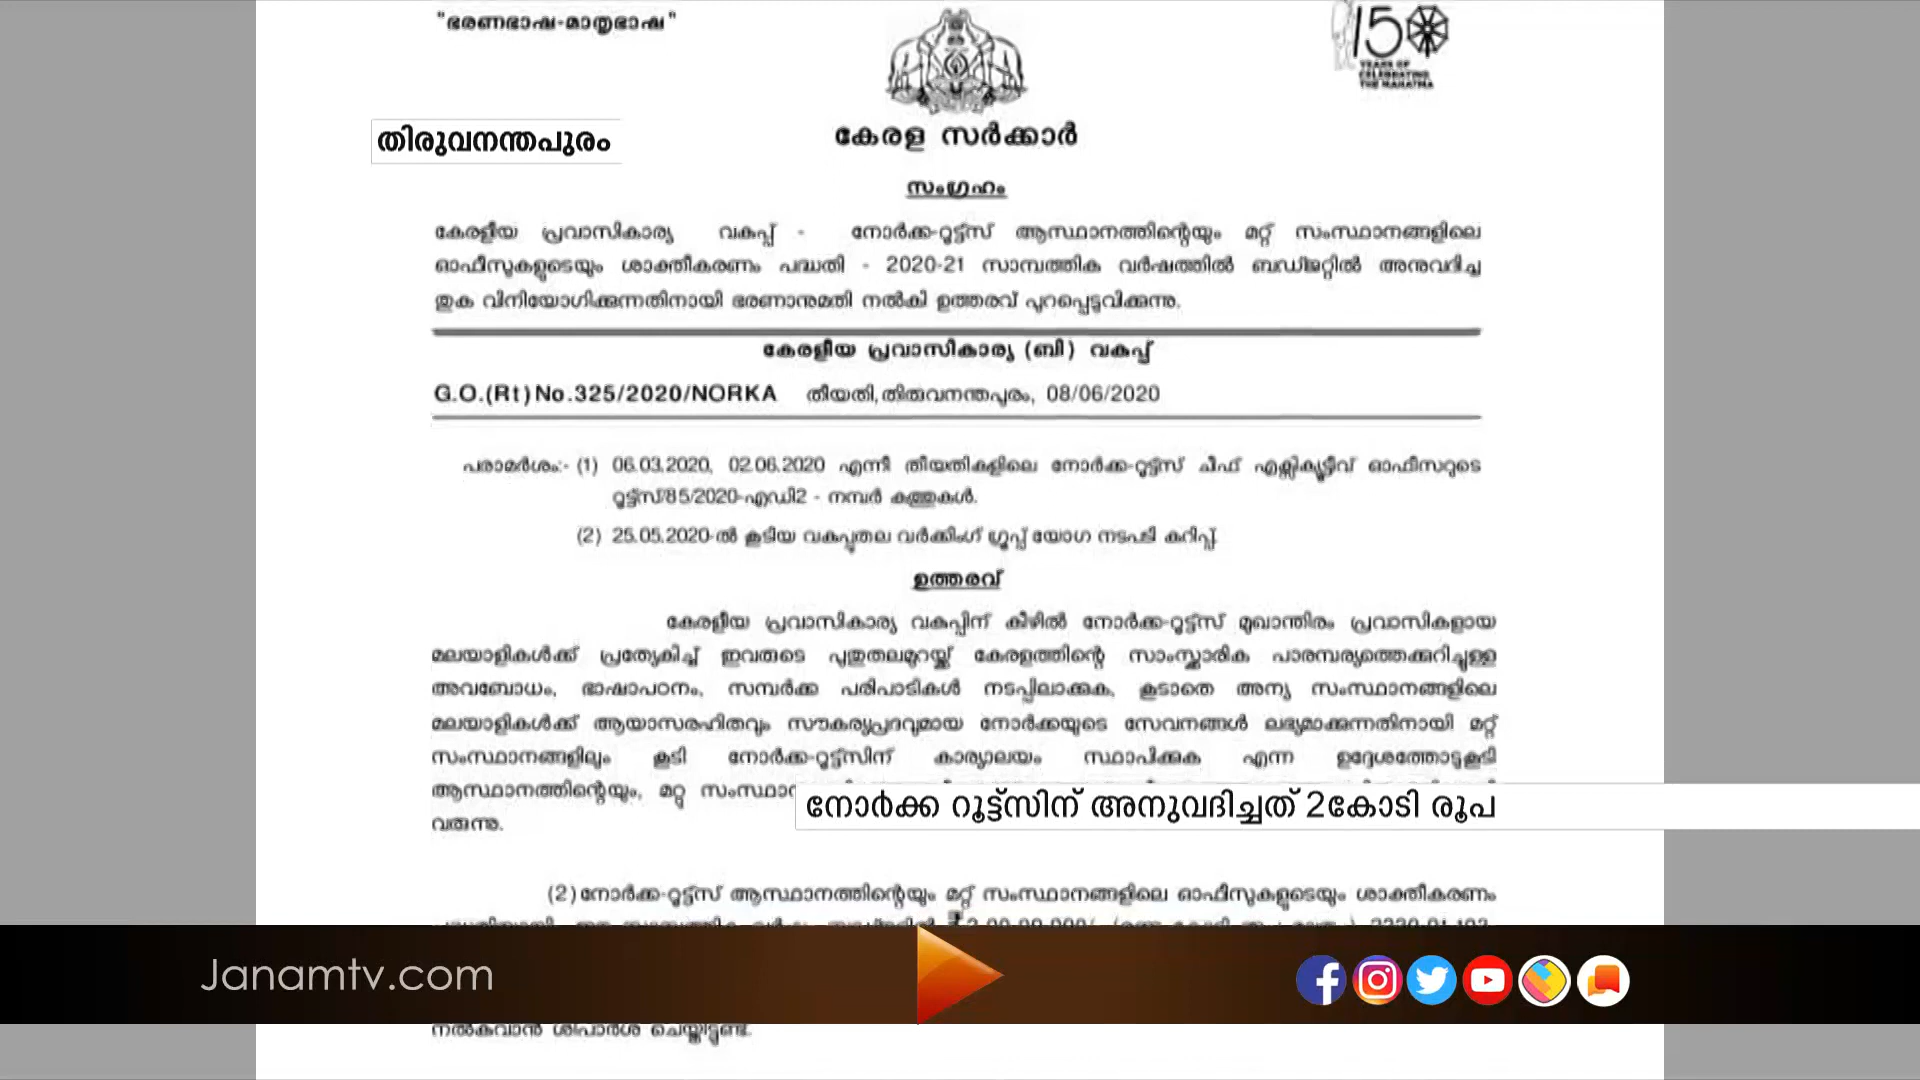 "ഭരണഭാഷ-മാതൃഭാഷ"
150
YEARS OF
CELEBRATING
THE MAHATMA
തിരുവനന്തപുരം
കേരള സർക്കാർ
സംഗ്രഹം
കേരളീയ പ്രവാസികാര്യ വകുപ്പ് - നോർക്ക-റൂട്ട്സ് ആസ്ഥാനത്തിന്റെയും മറ്റ് സംസ്ഥാനങ്ങളിലെ
ഓഫീസുകളുടെയും ശാക്തീകരണം പദ്ധതി - 2020-21 സാമ്പത്തിക വർഷത്തിൽ ബഡ്ജറ്റിൽ അനുവദിച്ച
തുക വിനിയോഗിക്കുന്നതിനായി ഭരണാനുമതി നൽകി ഉത്തരവ് പുറപ്പെടുവിക്കുന്നു.
കേരളീയ പ്രവാസികാര്യ (ബി) വകുപ്പ്
G.O.(Rt)No.325/2020/NORKA തീയതി,തിരുവനന്തപുരം, 08/06/2020
പരാമർശം:- (1) 06.03.2020, 02.06.2020 എന്നീ തീയതികളിലെ നോർക്ക-റൂട്ട്സ് ചീഫ് എക്സിക്യൂട്ടീവ് ഓഫീസറുടെ
റൂട്ട്സ്/85/2020-എഡി2 - നമ്പർ കത്തുകൾ.
(2) 25.05.2020-ൽ കൂടിയ വകുപ്പുതല വർക്കിംഗ് ഗ്രൂപ്പ് യോഗ നടപടി കുറിപ്പ്
ഉത്തരവ്
കേരളീയ പ്രവാസികാര്യ വകുപ്പിന് കീഴിൽ നോർക്ക-റൂട്ട്സ് മുഖാന്തിരം പ്രവാസികളായ
മലയാളികൾക്ക് പ്രത്യേകിച്ച് ഇവരുടെ പുതുതലമുറയ്ക്ക് കേരളത്തിന്റെ സാംസ്ക്കാരിക പാരമ്പര്യത്തെക്കുറിച്ചുള്ള
അവബോധം, ഭാഷാപഠനം, സമ്പർക്ക പരിപാടികൾ നടപ്പിലാക്കുക, കൂടാതെ അന്യ സംസ്ഥാനങ്ങളിലെ
മലയാളികൾക്ക് ആയാസരഹിതവും സൗകര്യപ്രദവുമായ നോർക്കയുടെ സേവനങ്ങൾ ലഭ്യമാക്കുന്നതിനായി മറ്റ്
സംസ്ഥാനങ്ങളിലും കൂടി നോർക്ക-റൂട്ട്സിന് കാര്യാലയം സ്ഥാപിക്കുക എന്ന ഉദ്ദേശത്തോടുകൂടി
ആസ്ഥാനത്തിന്റെയും, മറ്റു
നോർക്ക റൂട്ട്സിന് അനുവദിച്ചത് 2കോടി രൂപ
വരുന്നു.
(2)നോർക്ക-റൂട്ട്സ് ആസ്ഥാനത്തിന്റെയും മറ്റ് സംസ്ഥാനങ്ങളിലെ ഓഫീസുകളുടെയും ശാക്തീകരണം
Janamtv.com
നൽകുവാൻ ശിപാർശ ചെയ്തിട്ടുണ്ട്.